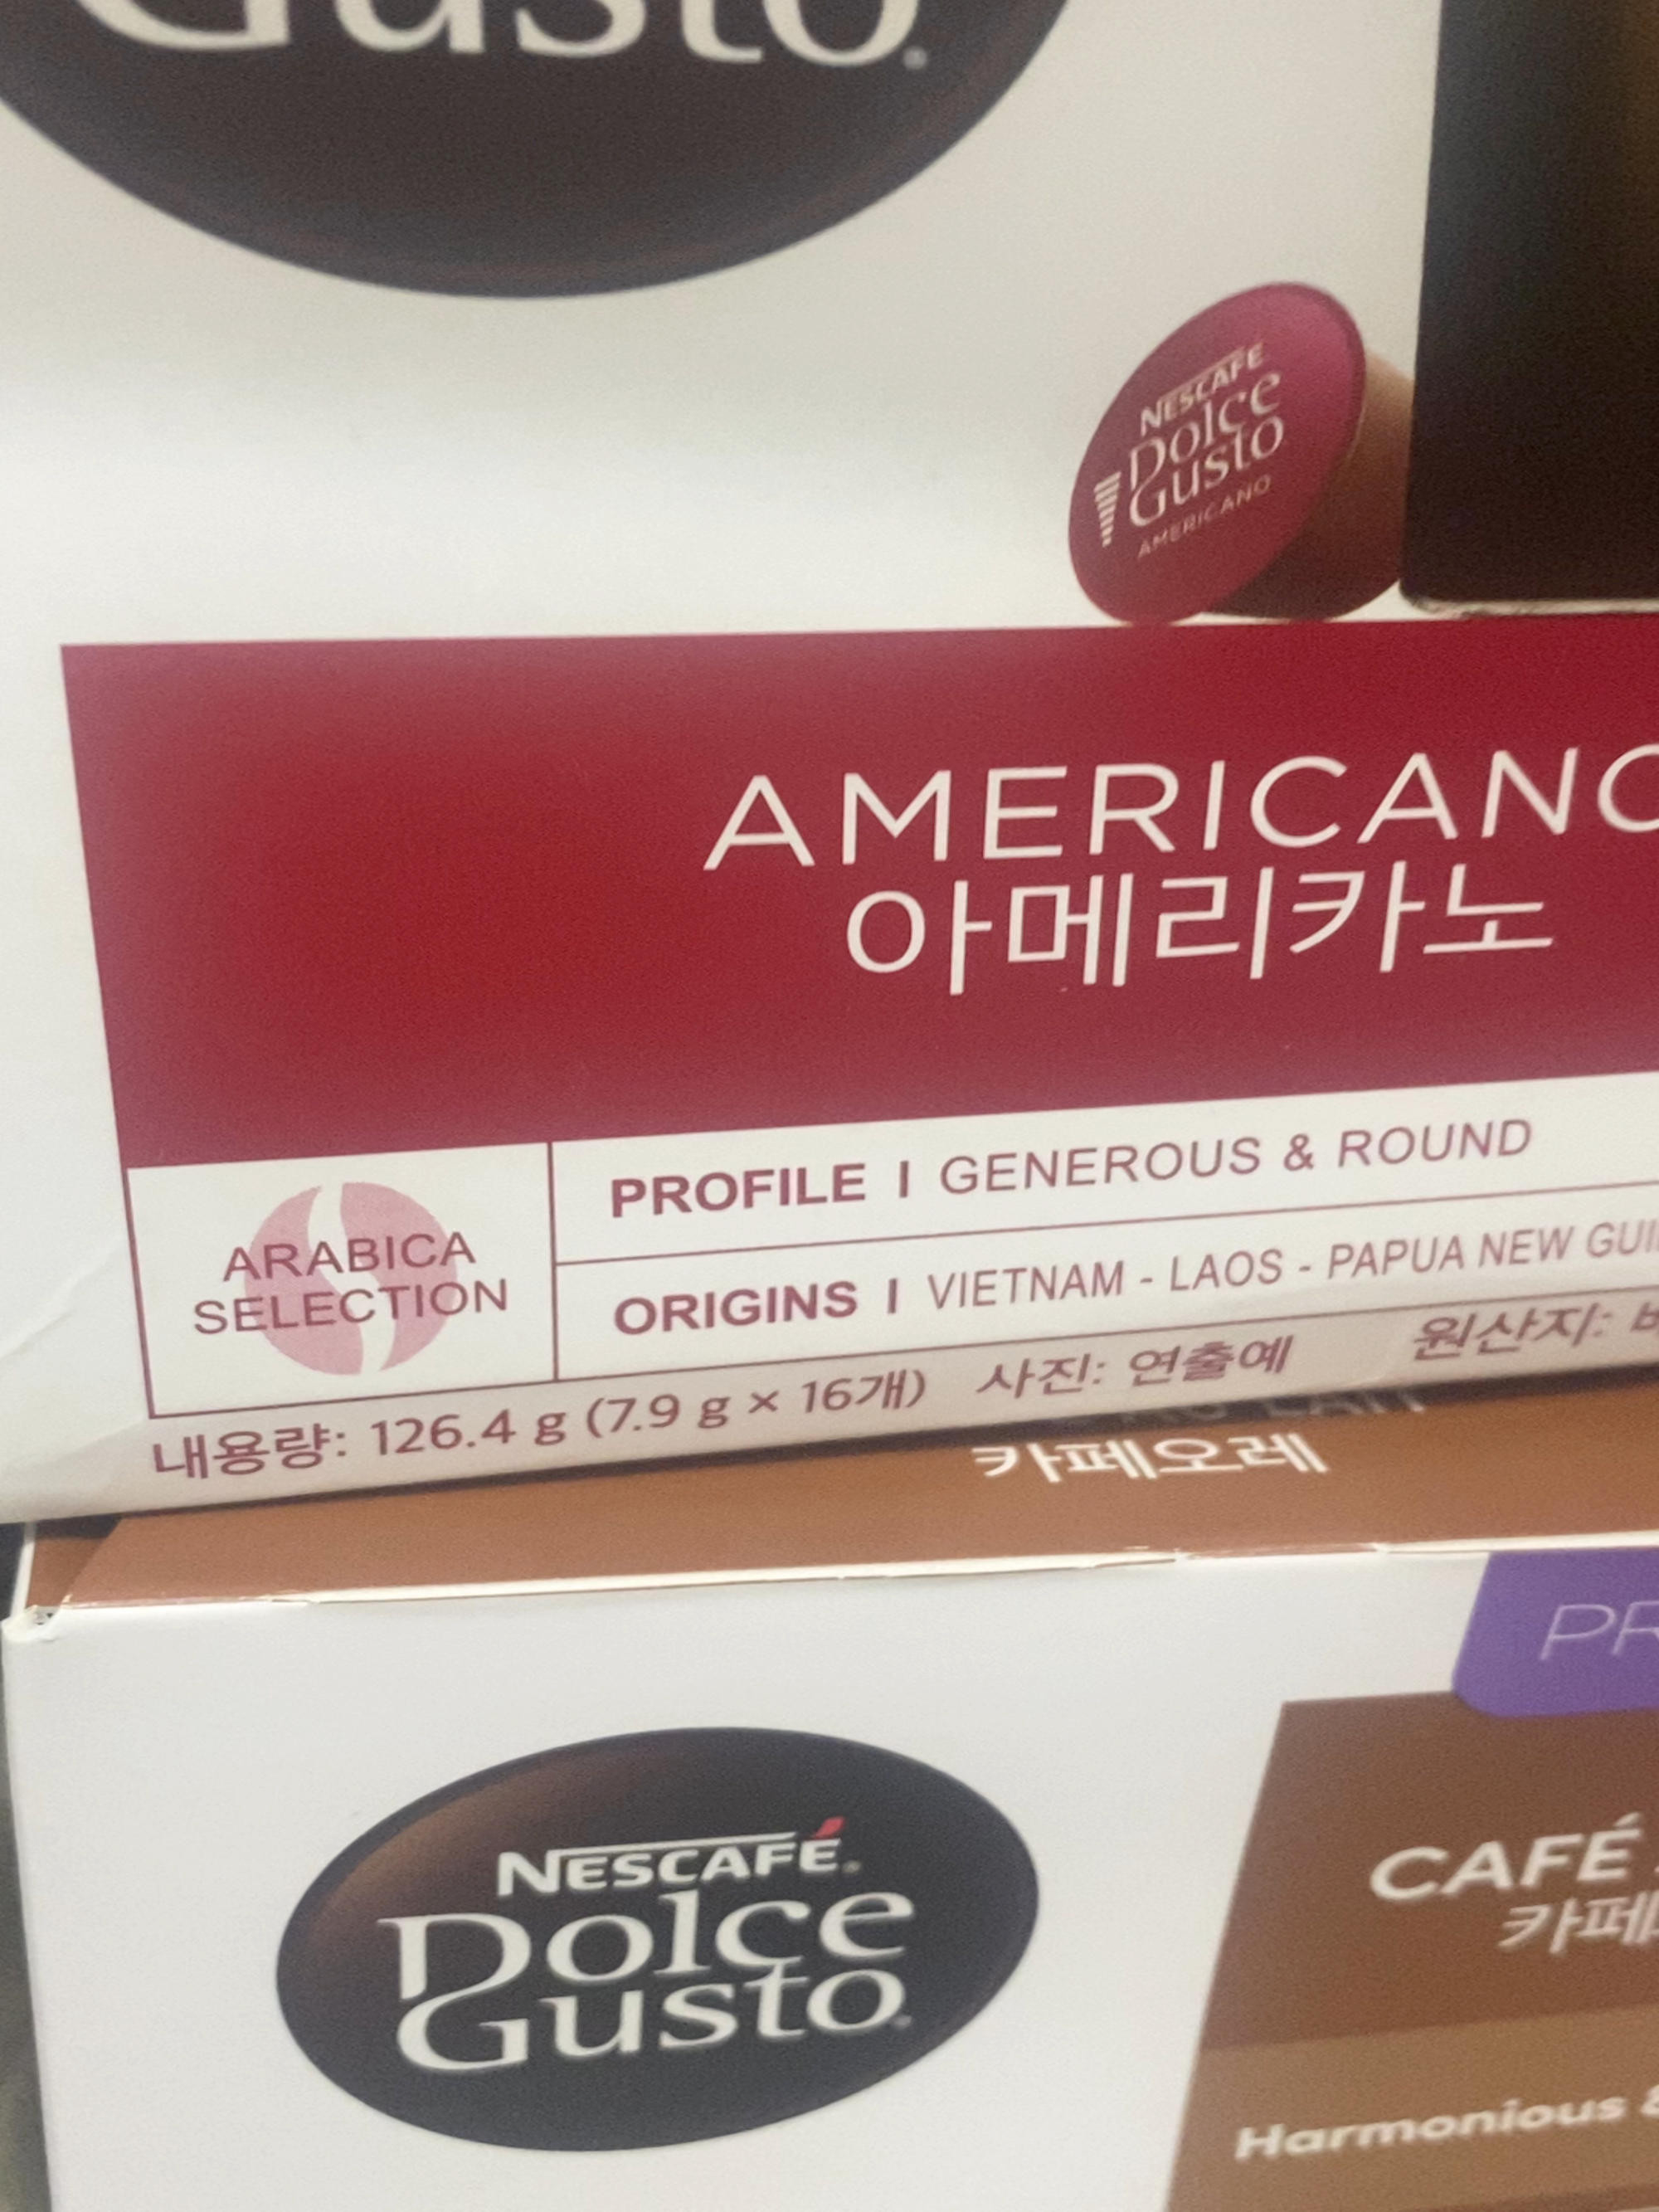 Gusto
NESCAFÉ
Dolce
Gusto
AMERICANO
AMERICANO
아메리카노
ARABICA
SELECTION
PROFILE | GENEROUS & ROUND
ORIGINS | VIETNAM - LAOS - PAPUA NEW GUI
내용량: 126.4 g (7.9 g × 16개) 사진: 연출예 원산지:
AU LAIT
카페오레
PR
NESCAFÉ
Dolce
Gusto
CAFÉ
카페
Harmonious &